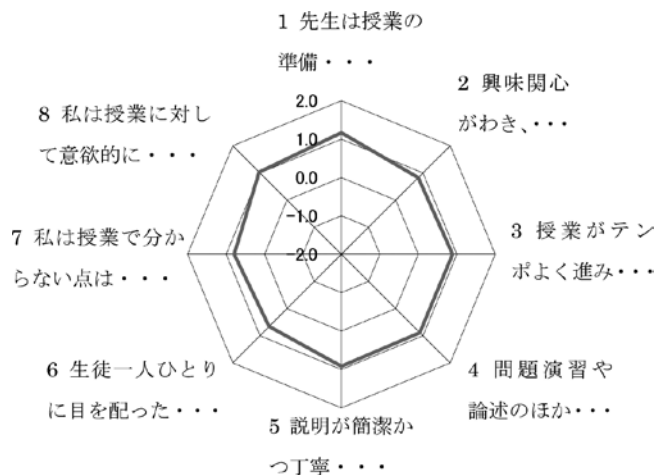 1 先生は授業の
準備・・・
2 興味関心
がわき、・・・
3 授業がテン
ポよく進み・・・
4 問題演習や
論述のほか・・・
5 説明が簡潔か
つ丁寧・・・
6 生徒一人ひとり
に目を配った・・・
7 私は授業で分か
らない点は・・・
8 私は授業に対し
て意欲的に・・・
2.0
1.0
0.0
-1.0
-2.0